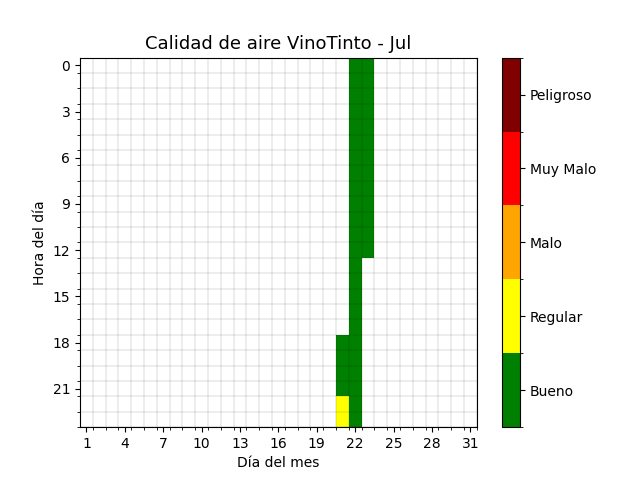 Calidad de aire VinoTinto - Jul
Hora del día
0
3
6
9
12
15
18
21
1 4 7 10 13 16 19 22 25 28 31
Día del mes
Peligroso
Muy Malo
Malo
Regular
Bueno